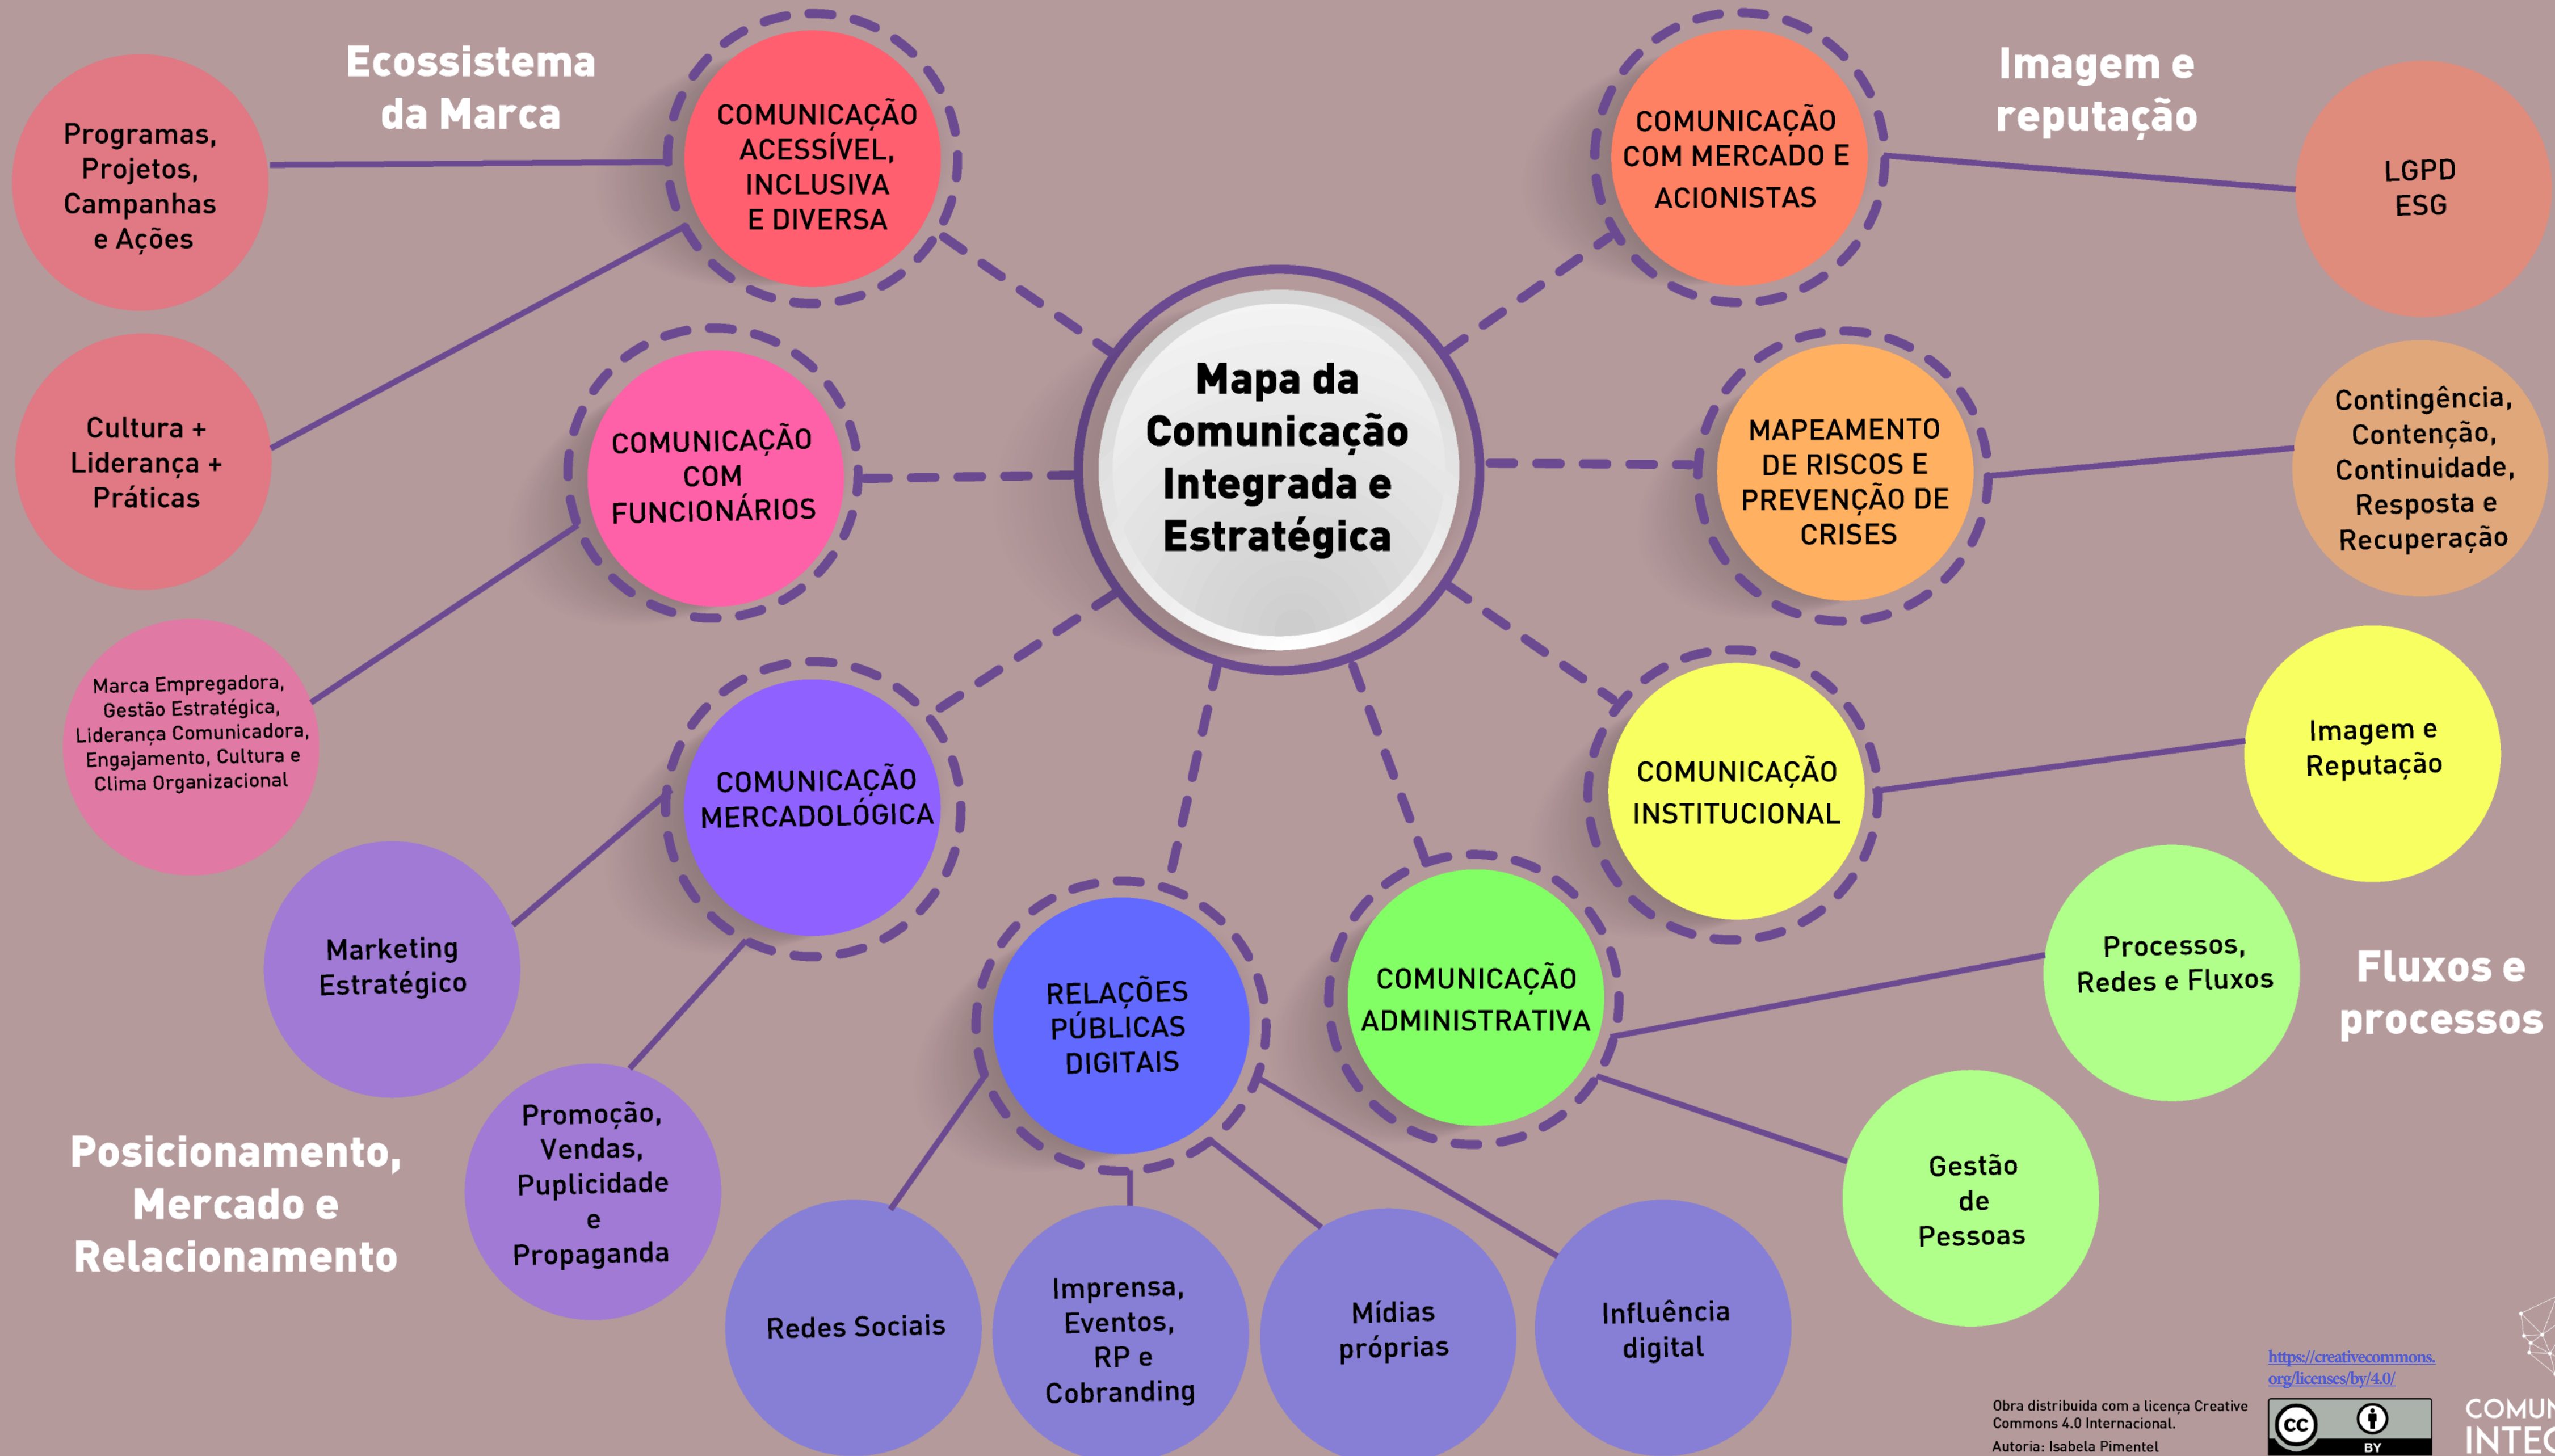 Ecossistema
da Marca
Imagem e
reputação
Programas,
Projetos,
Campanhas
e Ações
COMUNICAÇÃO
ACESSÍVEL,
INCLUSIVA
E DIVERSA
COMUNICAÇÃO
COM MERCADO E
ACIONISTAS
LGPD
ESG
Cultura +
Liderança +
Práticas
COMUNICAÇÃO
COM
FUNCIONÁRIOS
Mapa da
Comunicação
Integrada e
Estratégica
MAPEAMENTO
DE RISCOS E
PREVENÇÃO DE
CRISES
Contingência,
Contenção,
Continuidade,
Resposta e
Recuperação
Marca Empregadora,
Gestão Estratégica,
Liderança Comunicadora,
Engajamento, Cultura e
Clima Organizacional
COMUNICAÇÃO
MERCADOLÓGICA
COMUNICAÇÃO
INSTITUCIONAL
Imagem e
Reputação
Marketing
Estratégico
RELAÇÕES
PÚBLICAS
DIGITAIS
COMUNICAÇÃO
ADMINISTRATIVA
Processos,
Redes e Fluxos
Fluxos e
processos
Posicionamento,
Mercado e
Relacionamento
Promoção,
Vendas,
Puplicidade
e
Propaganda
Gestão
de
Pessoas
Redes Sociais
Imprensa,
Eventos,
RP e
Cobranding
Mídias
próprias
Influência
digital
https://creativecommons.
org/licenses/by/4.0/
Obra distribuida com a licença Creative
Commons 4.0 Internacional.
Autoria: Isabela Pimentel
CC
BY